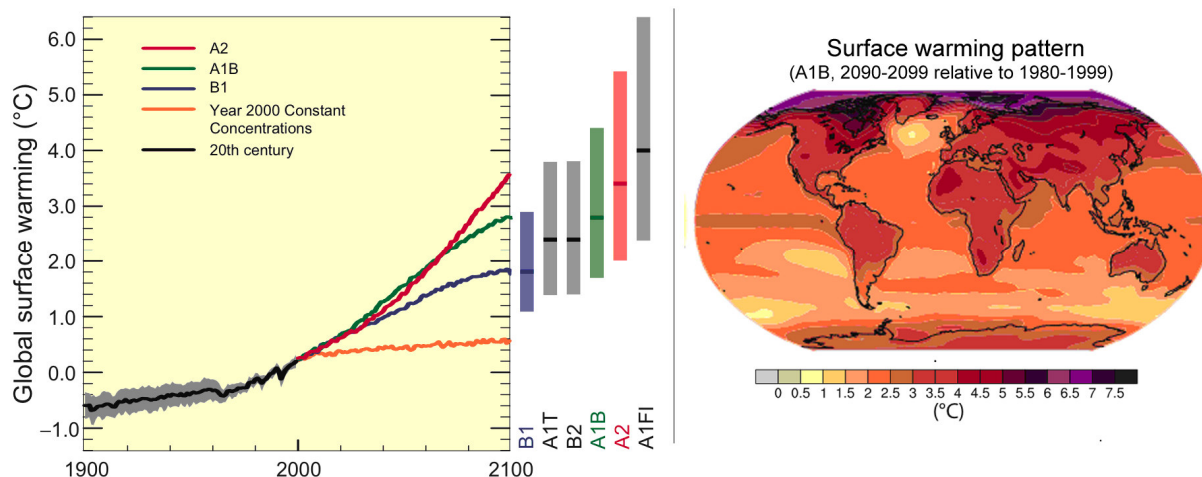 6.0
5.0
4.0
3.0
2.0
1.0
0.0
–1.0
Global surface warming (°C)
A2
A1B
B1
Year 2000 Constant
Concentrations
20th century
1900
2000
2100
B1
A1T
B2
A1B
A2
A1FI
Surface warming pattern
(A1B, 2090-2099 relative to 1980-1999)
0 0.5 1 1.5 2 2.5 3 3.5 4 4.5 5 5.5 6 6.5 7 7.5
(°C)